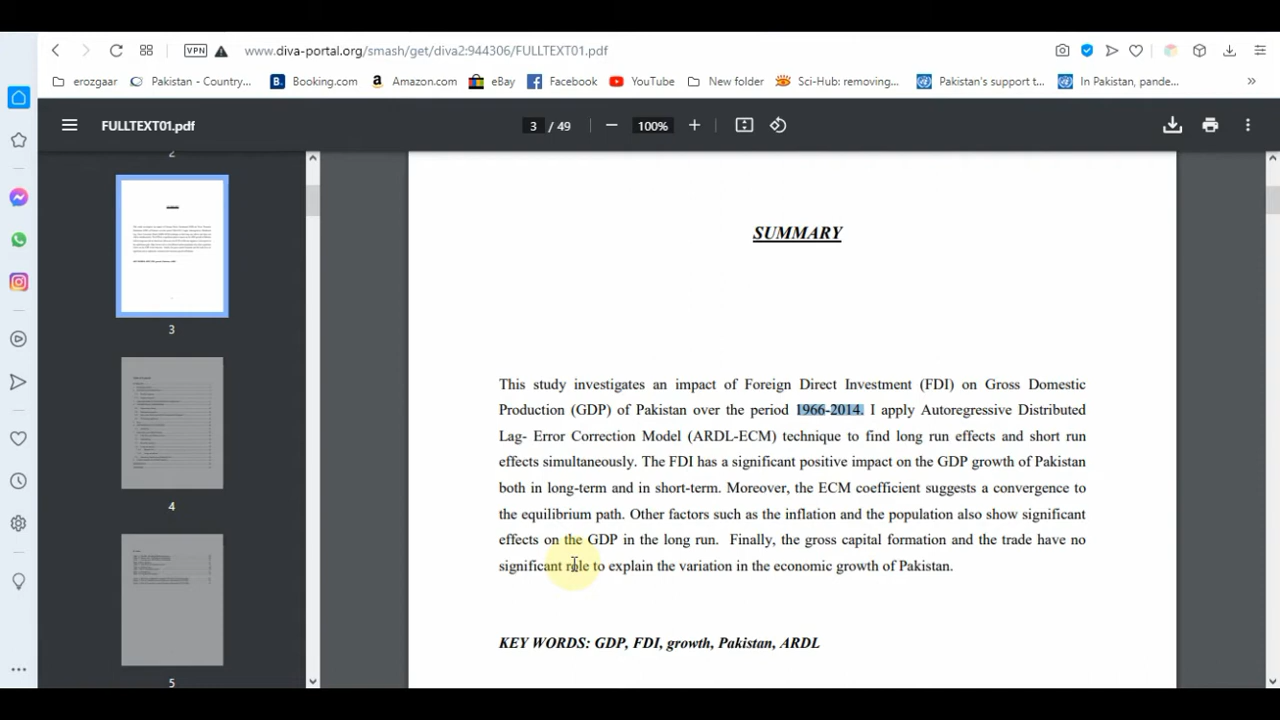 VPN www.diva-portal.org/smash/get/diva2:944306/FULLTEXT01.pdf
erozgaar Pakistan - Country... Booking.com Amazon.com eBay Facebook YouTube New folder Sci-Hub: removing... Pakistan's support t... In Pakistan, pande... »
FULLTEXT01.pdf 3 / 49 100%
2
3
4
5
SUMMARY
This study investigates an impact of Foreign Direct Investment (FDI) on Gross Domestic
Production (GDP) of Pakistan over the period 1966-2014. I apply Autoregressive Distributed
Lag- Error Correction Model (ARDL-ECM) technique to find long run effects and short run
effects simultaneously. The FDI has a significant positive impact on the GDP growth of Pakistan
both in long-term and in short-term. Moreover, the ECM coefficient suggests a convergence to
the equilibrium path. Other factors such as the inflation and the population also show significant
effects on the GDP in the long run. Finally, the gross capital formation and the trade have no
significant role to explain the variation in the economic growth of Pakistan.
KEY WORDS: GDP, FDI, growth, Pakistan, ARDL